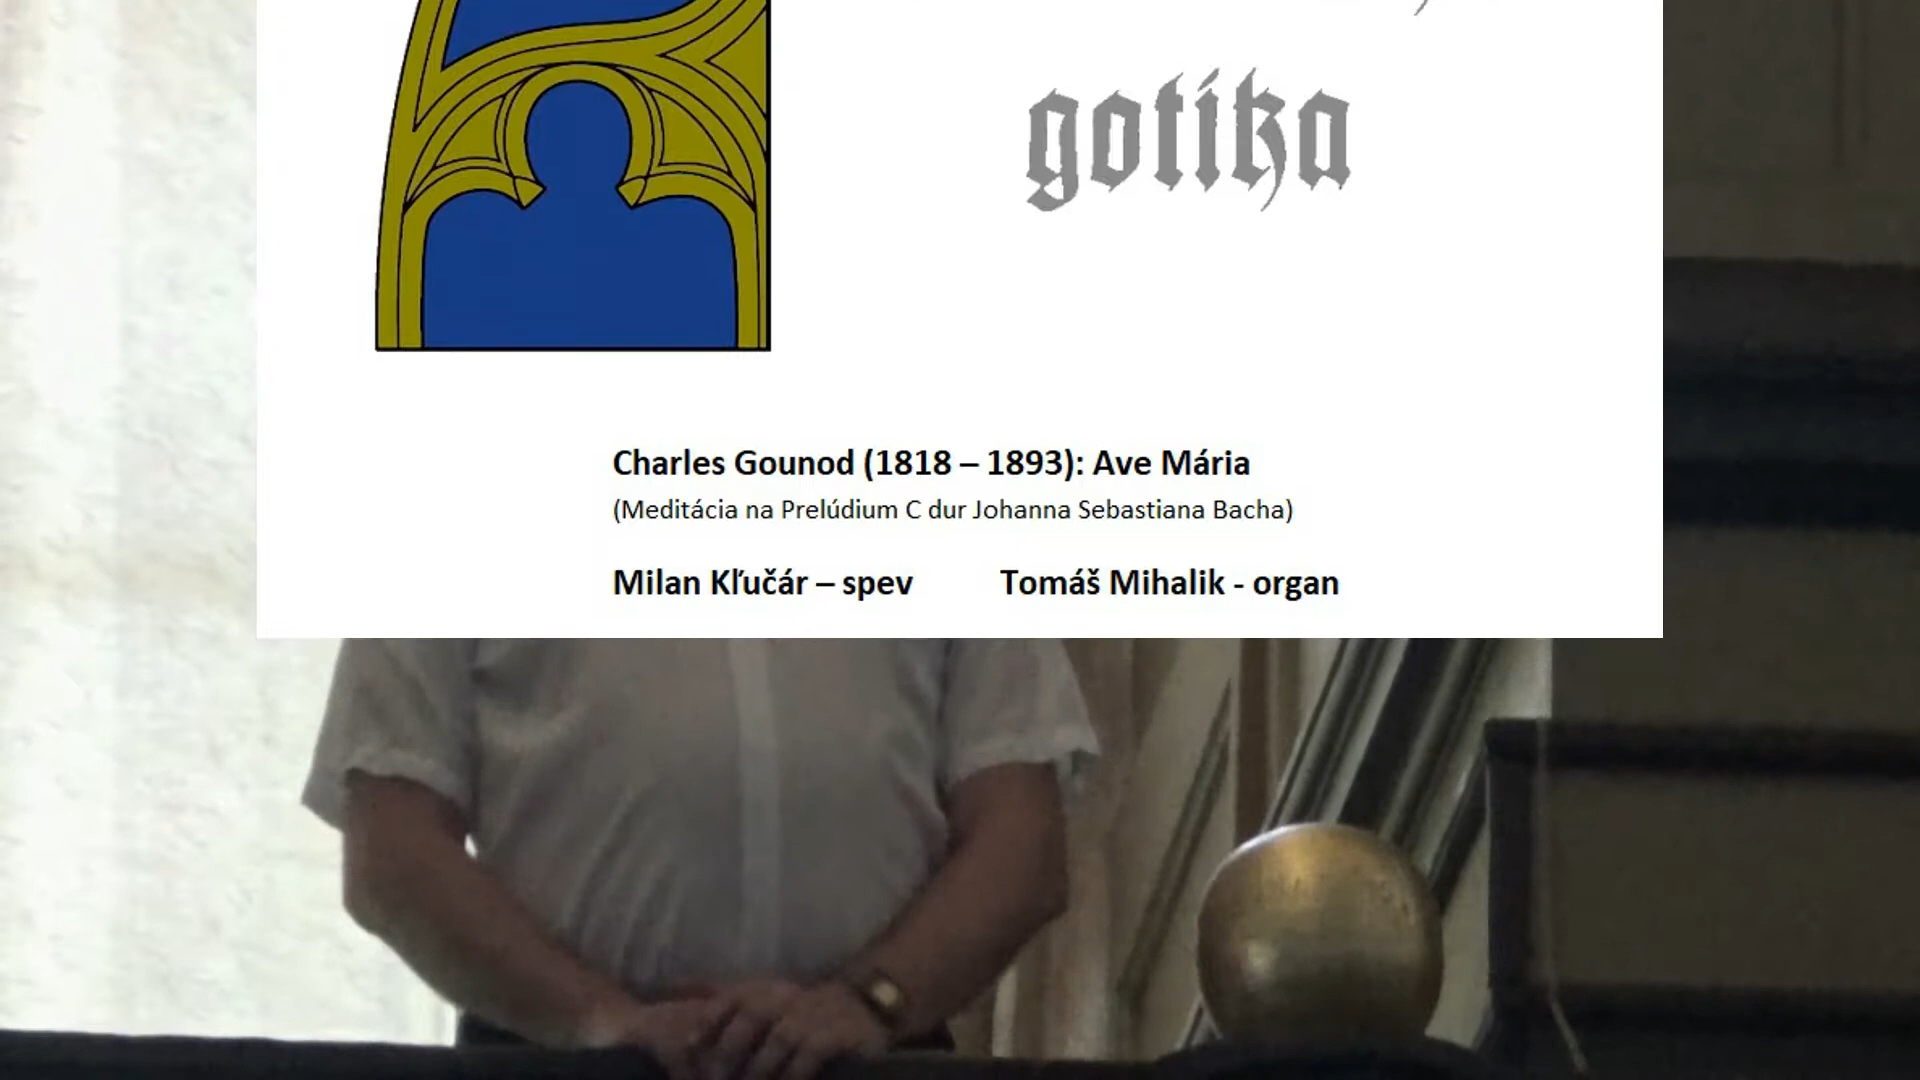 gotika
Charles Gounod (1818 – 1893): Ave Mária
(Meditácia na Prelúdium C dur Johanna Sebastiana Bacha)
Milan Kľučár – spev Tomáš Mihalik - organ